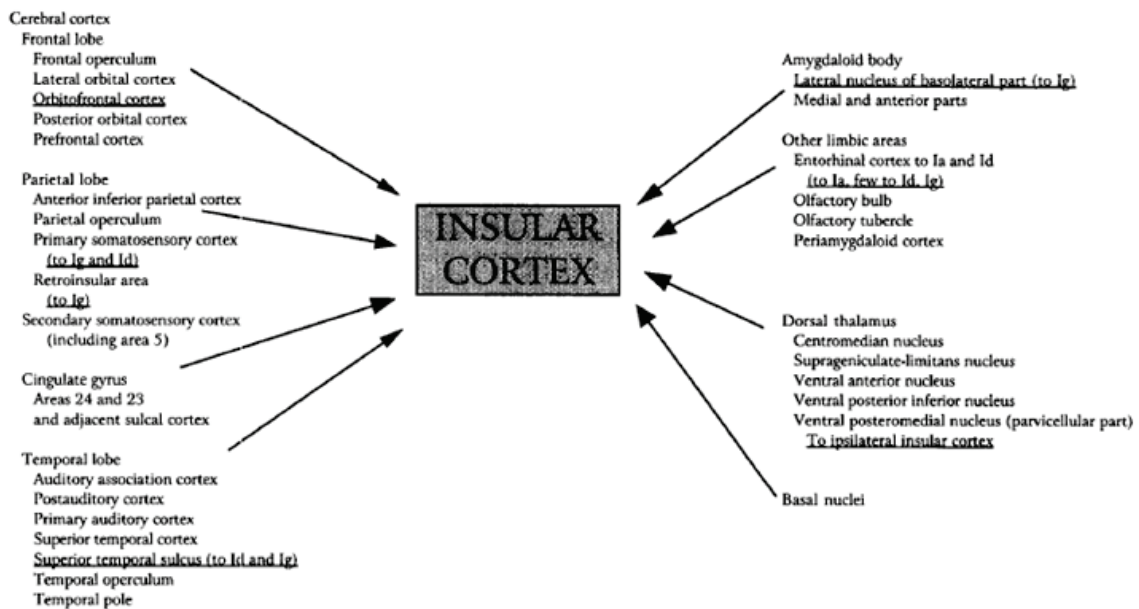 Cerebral cortex
Frontal lobe
Frontal operculum
Lateral orbital cortex
Orbitofrontal cortex
Posterior orbital cortex
Prefrontal cortex
Parietal lobe
Anterior inferior parietal cortex
Parietal operculum
Primary somatosensory cortex
(to Ig and Id)
Retroinsular area
(to Ig)
Secondary somatosensory cortex
(including area 5)
Cingulate gyrus
Areas 24 and 23
and adjacent sulcal cortex
Temporal lobe
Auditory association cortex
Postauditory cortex
Primary auditory cortex
Superior temporal cortex
Superior temporal sulcus (to Id and Ig)
Temporal operculum
Temporal pole
INSULAR
CORTEX
Amygdaloid body
Lateral nucleus of basolateral part (to Ig)
Medial and anterior parts
Other limbic areas
Entorhinal cortex to Ia and Id
(to Ia, few to Id, Ig)
Olfactory bulb
Olfactory tubercle
Periamygdaloid cortex
Dorsal thalamus
Centromedian nucleus
Suprageniculate-limitans nucleus
Ventral anterior nucleus
Ventral posterior inferior nucleus
Ventral posteromedial nucleus (parvicellular part)
To ipsilateral insular cortex
Basal nuclei